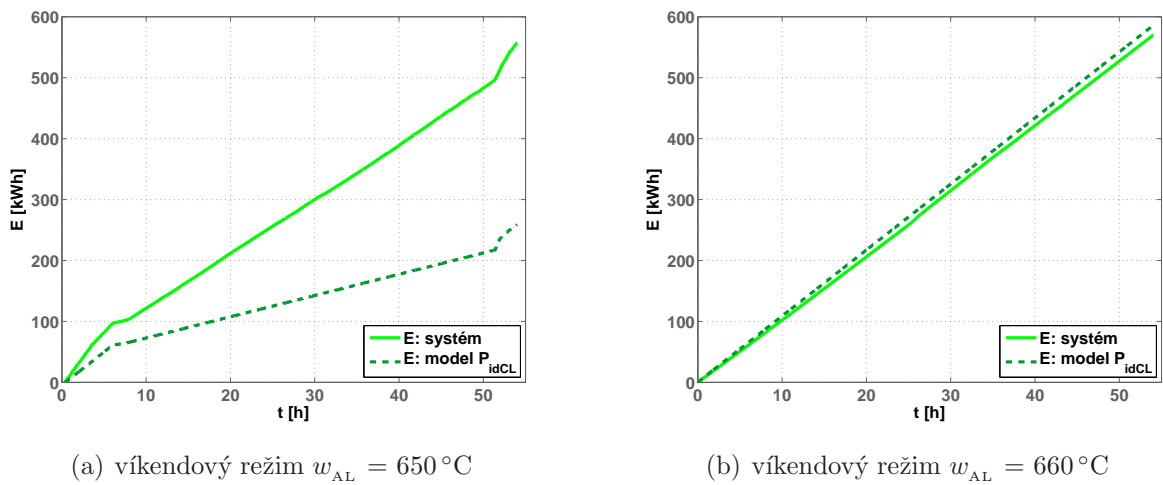 600
500
400
300
200
100
0
E [kWh]
0 10 20 30 40 50
t [h]
E: systém
E: model P_idCL
(a) víkendový režim w_AL = 650 °C
600
500
400
300
200
100
0
E [kWh]
0 10 20 30 40 50
t [h]
E: systém
E: model P_idCL
(b) víkendový režim w_AL = 660 °C